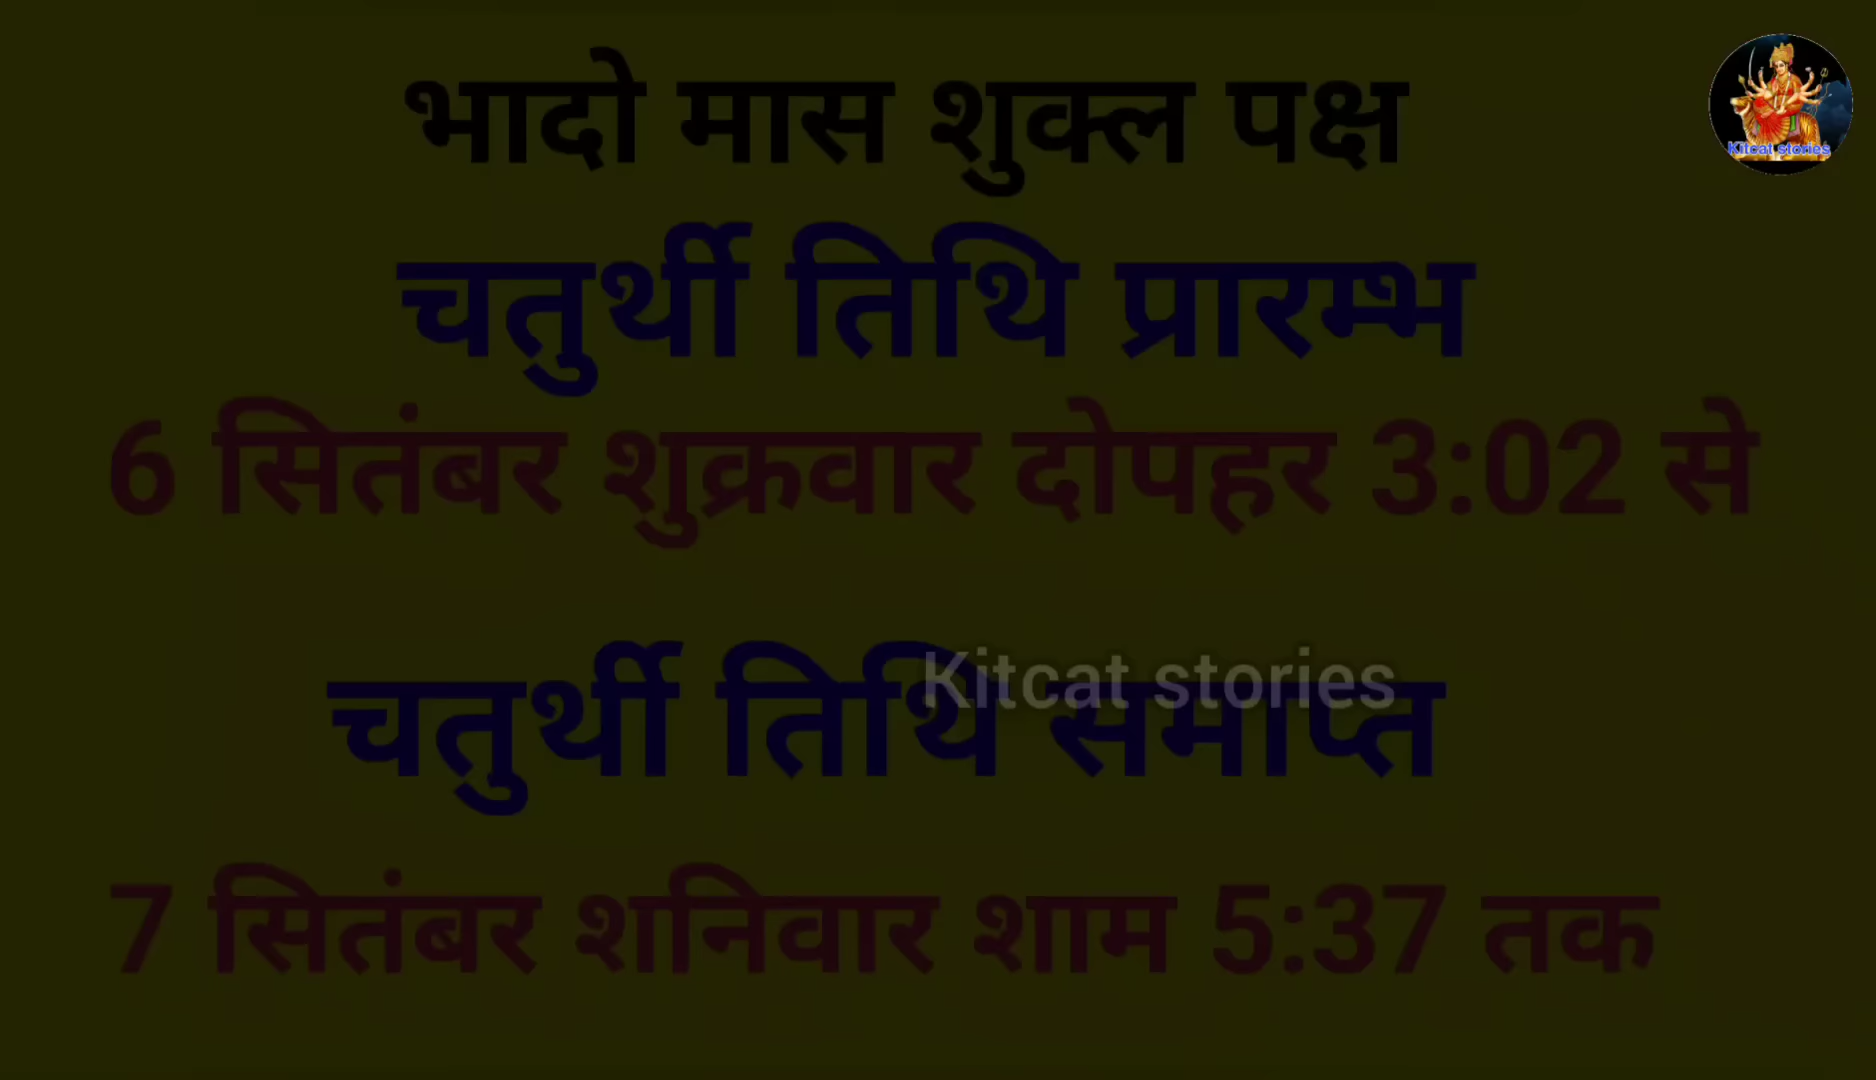 भादो मास शुक्ल पक्ष
Kitcat stories
चतुर्थी तिथि प्रारम्भ
6 सितंबर शुक्रवार दोपहर 3:02 से
Kitcat stories
चतुर्थी तिथि समाप्त
7 सितंबर शनिवार शाम 5:37 तक